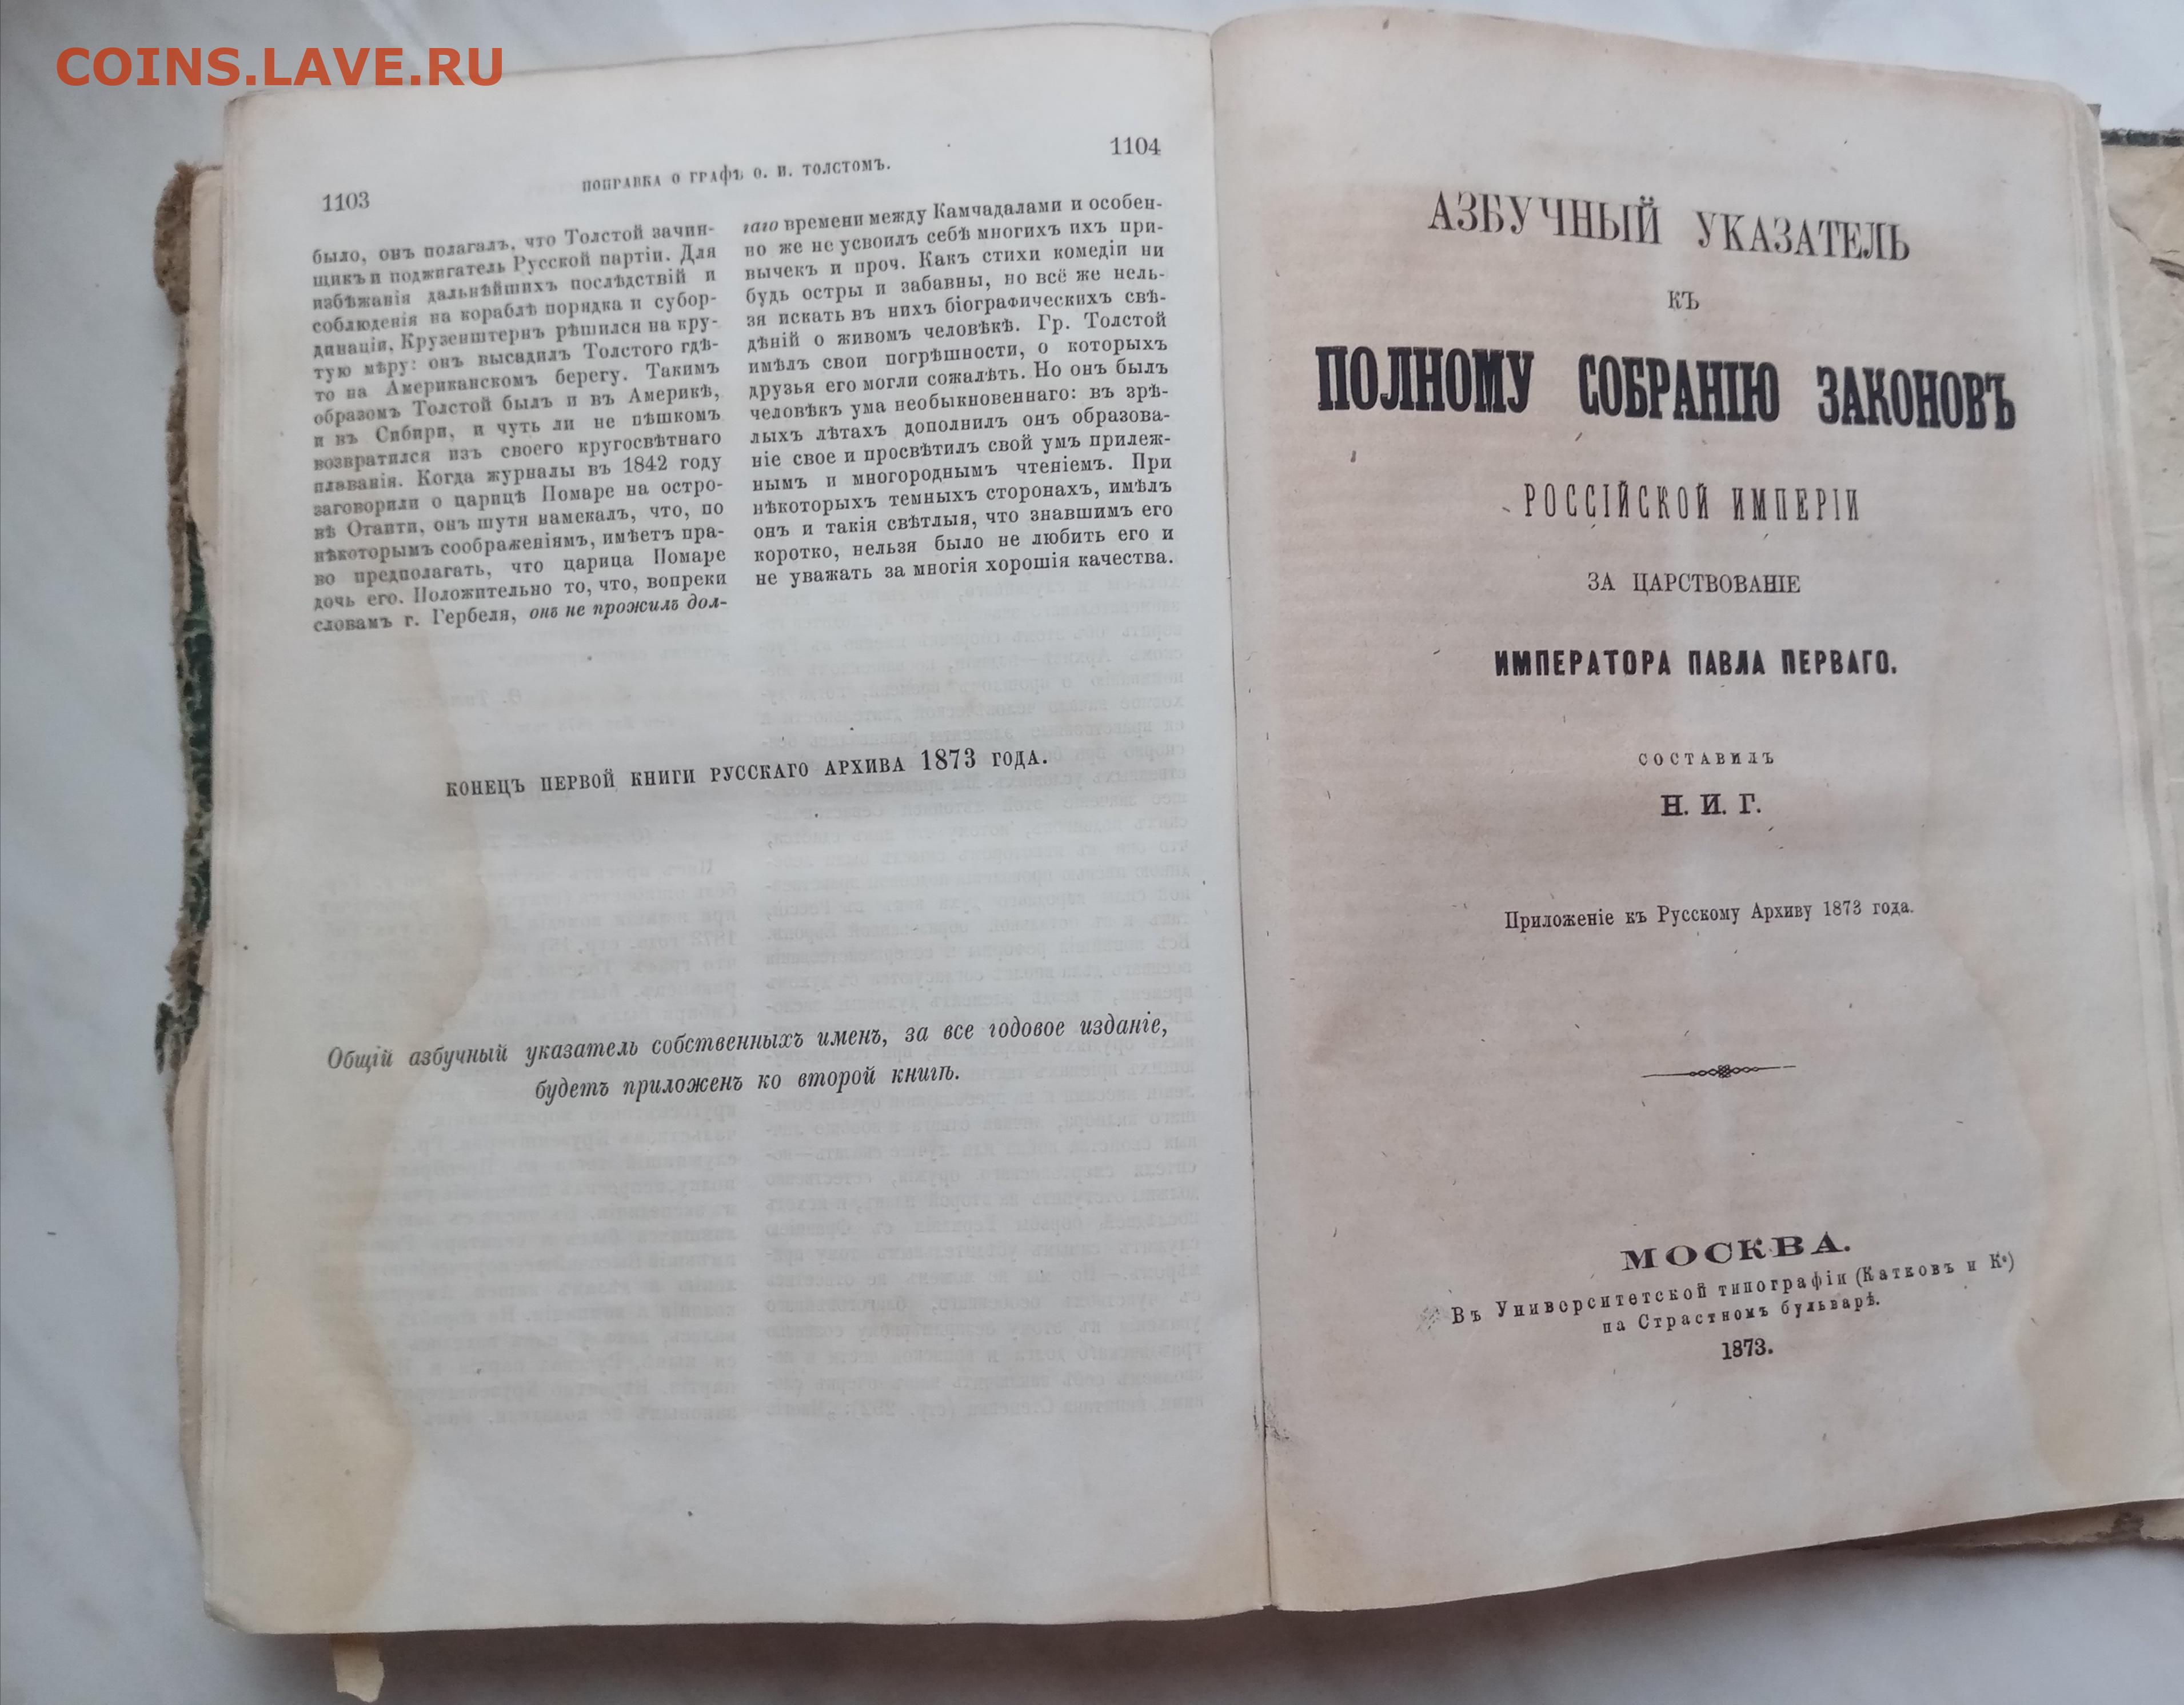 COINS.LAVE.RU
1103
ПОПРАВКА О ГРАФѢ Ѳ. И. ТОЛСТОМЪ.
1104
было, онъ полагалъ, что Толстой зачин-
щикъ и поджигатель Русской партіи. Для
избѣжанія дальнѣйшихъ послѣдствій и
соблюденія на кораблѣ порядка и субор-
динаціи, Крузенштернъ рѣшился на кру-
тую мѣру: онъ высадилъ Толстого гдѣ-
то на Американскомъ берегу. Такимъ
образомъ Толстой былъ и въ Америкѣ,
и въ Сибири, и чуть ли не пѣшкомъ
возвратился изъ своего кругосвѣтнаго
плаванія. Когда журналы въ 1842 году
заговорили о царицѣ Помаре на остро-
вѣ Отаити, онъ шутя намекалъ, что, по
нѣкоторымъ соображеніямъ, имѣетъ пра-
во предполагать, что царица Помаре
дочь его. Положительно то, что, вопреки
словамъ г. Гербеля, онъ не прожилъ дол-
гаго времени между Камчадалами и особен-
но же не усвоилъ себѣ многихъ ихъ при-
вычекъ и проч. Какъ стихи комедіи ни
будь остры и забавны, но всё же нель-
зя искать въ нихъ біографическихъ свѣ-
дѣній о живомъ человѣкѣ. Гр. Толстой
имѣлъ свои погрѣшности, о которыхъ
друзья его могли сожалѣть. Но онъ былъ
человѣкъ ума необыкновеннаго: въ зрѣ-
лыхъ лѣтахъ дополнилъ онъ образова-
ніе свое и просвѣтилъ свой умъ прилеж-
нымъ и многороднымъ чтеніемъ. При
нѣкоторыхъ темныхъ сторонахъ, имѣлъ
онъ и такія свѣтлыя, что знавшимъ его
коротко, нельзя было не любить его и
не уважать за многія хорошія качества.
КОНЕЦЪ ПЕРВОЙ КНИГИ РУССКАГО АРХИВА 1873 ГОДА.
Общій азбучный указатель собственныхъ именъ, за все годовое изданіе,
будетъ приложенъ ко второй книгѣ.
АЗБУЧНЫЙ УКАЗАТЕЛЬ
КЪ
ПОЛНОМУ СОБРАНІЮ ЗАКОНОВЪ
РОССІЙСКОЙ ИМПЕРІИ
ЗА ЦАРСТВОВАНІЕ
ИМПЕРАТОРА ПАВЛА ПЕРВАГО.
СОСТАВИЛЪ
Н. И. Г.
Приложеніе къ Русскому Архиву 1873 года.
МОСКВА.
Въ Университетской типографіи (Катковъ и К°)
на Страстномъ бульварѣ.
1873.